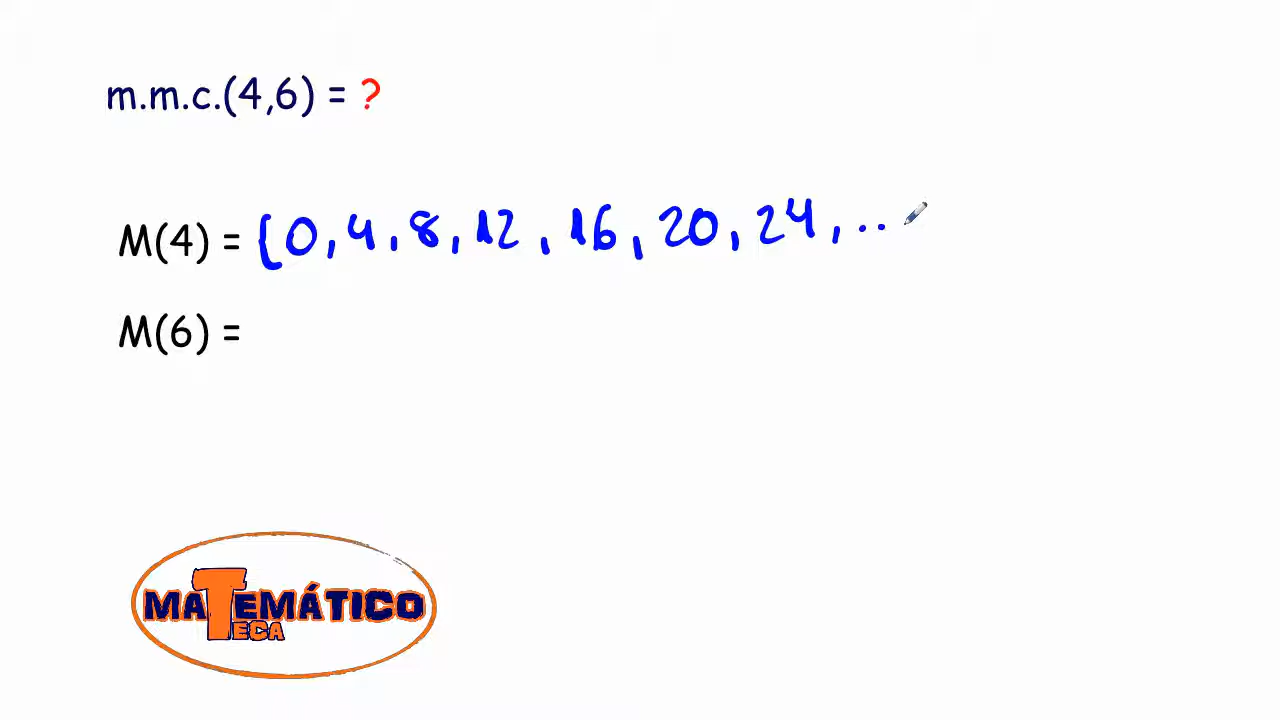 m.m.c.(4,6) = ?
M(4) = {0, 4, 8, 12, 16, 20, 24, ...
M(6) =
MATEMÁTICO
TECA